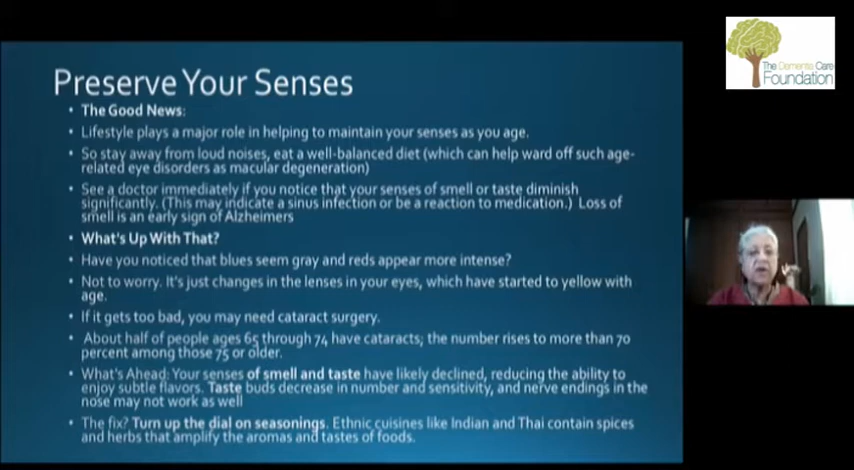 The Dementia Care
Foundation
Preserve Your Senses
• The Good News:
• Lifestyle plays a major role in helping to maintain your senses as you age.
• So stay away from loud noises, eat a well-balanced diet (which can help ward off such age-
related eye disorders as macular degeneration)
• See a doctor immediately if you notice that your senses of smell or taste diminish
significantly. (This may indicate a sinus infection or be a reaction to medication.) Loss of
smell is an early sign of Alzheimers
• What's Up With That?
• Have you noticed that blues seem gray and reds appear more intense?
• Not to worry. It's just changes in the lenses in your eyes, which have started to yellow with
age.
• If it gets too bad, you may need cataract surgery.
• About half of people ages 65 through 74 have cataracts; the number rises to more than 70
percent among those 75 or older.
• What's Ahead: Your senses of smell and taste have likely declined, reducing the ability to
enjoy subtle flavors. Taste buds decrease in number and sensitivity, and nerve endings in the
nose may not work as well
• The fix? Turn up the dial on seasonings. Ethnic cuisines like Indian and Thai contain spices
and herbs that amplify the aromas and tastes of foods.